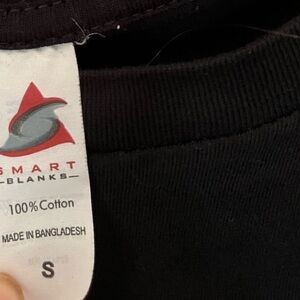 SMART
BLANKS
100% Cotton
MADE IN BANGLADESH
S